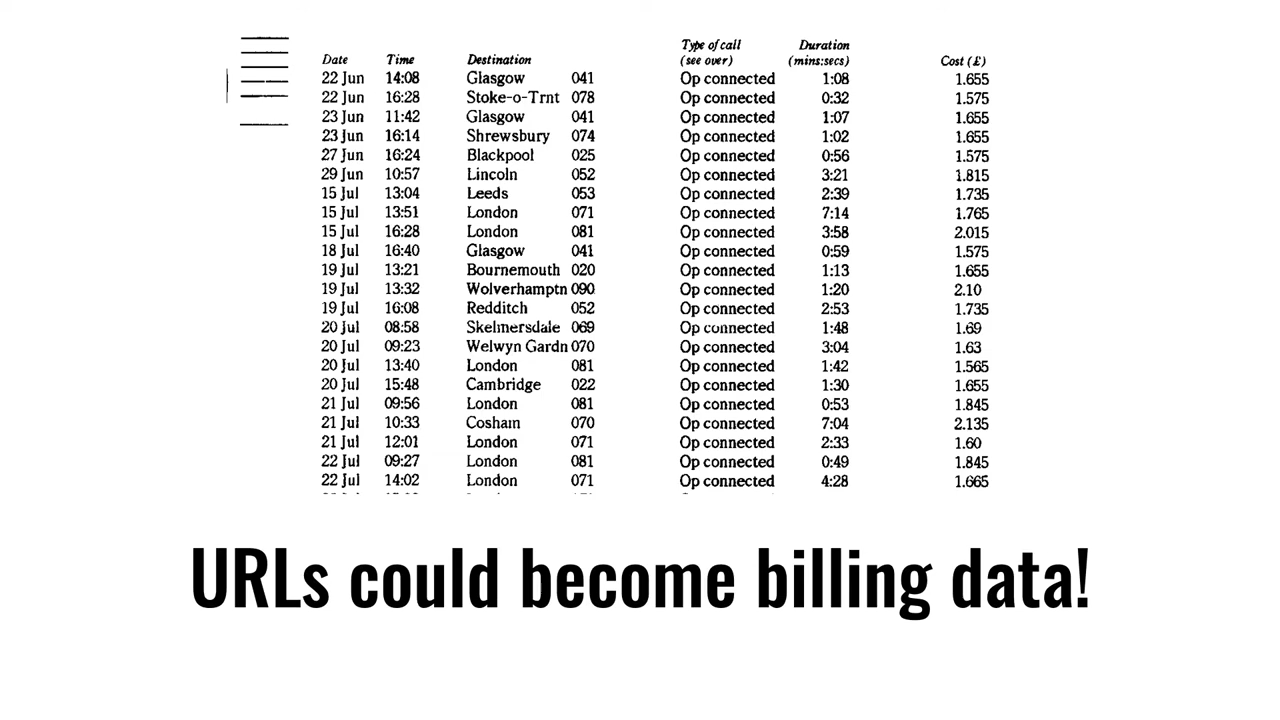 Type of call Duration
Date Time Destination (see over) (mins:secs) Cost (£)
22 Jun 14:08 Glasgow 041 Op connected 1:08 1.655
22 Jun 16:28 Stoke-o-Trnt 078 Op connected 0:32 1.575
23 Jun 11:42 Glasgow 041 Op connected 1:07 1.655
23 Jun 16:14 Shrewsbury 074 Op connected 1:02 1.655
27 Jun 16:24 Blackpool 025 Op connected 0:56 1.575
29 Jun 10:57 Lincoln 052 Op connected 3:21 1.815
15 Jul 13:04 Leeds 053 Op connected 2:39 1.735
15 Jul 13:51 London 071 Op connected 7:14 1.765
15 Jul 16:28 London 081 Op connected 3:58 2.015
18 Jul 16:40 Glasgow 041 Op connected 0:59 1.575
19 Jul 13:21 Bournemouth 020 Op connected 1:13 1.655
19 Jul 13:32 Wolverhamptn 090 Op connected 1:20 2.10
19 Jul 16:08 Redditch 052 Op connected 2:53 1.735
20 Jul 08:58 Skelmersdale 069 Op connected 1:48 1.69
20 Jul 09:23 Welwyn Gardn 070 Op connected 3:04 1.63
20 Jul 13:40 London 081 Op connected 1:42 1.565
20 Jul 15:48 Cambridge 022 Op connected 1:30 1.655
21 Jul 09:56 London 081 Op connected 0:53 1.845
21 Jul 10:33 Cosham 070 Op connected 7:04 2.135
21 Jul 12:01 London 071 Op connected 2:33 1.60
22 Jul 09:27 London 081 Op connected 0:49 1.845
22 Jul 14:02 London 071 Op connected 4:28 1.665
URLs could become billing data!